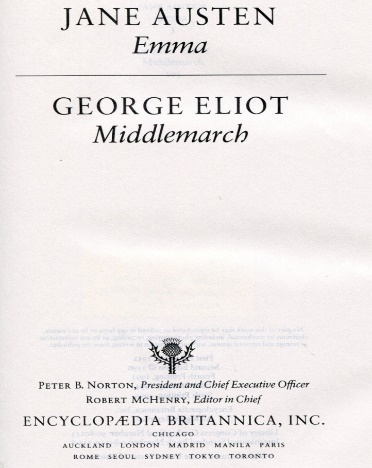 JANE AUSTEN
Emma
GEORGE ELIOT
Middlemarch
PETER B. NORTON, President and Chief Executive Officer
ROBERT MCHENRY, Editor in Chief
ENCYCLOPÆDIA BRITANNICA, INC.
CHICAGO
AUCKLAND LONDON MADRID MANILA PARIS
ROME SEOUL SYDNEY TOKYO TORONTO